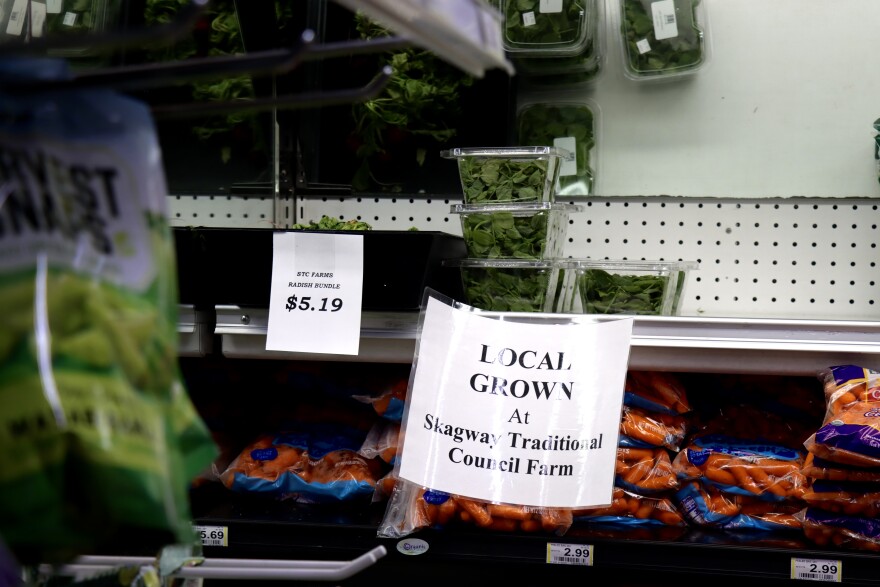 STC FARMS
RADISH BUNDLE
$5.19
LOCAL
GROWN
At
Skagway Traditional
Council Farm
5.69
Organic
2.99
2.99